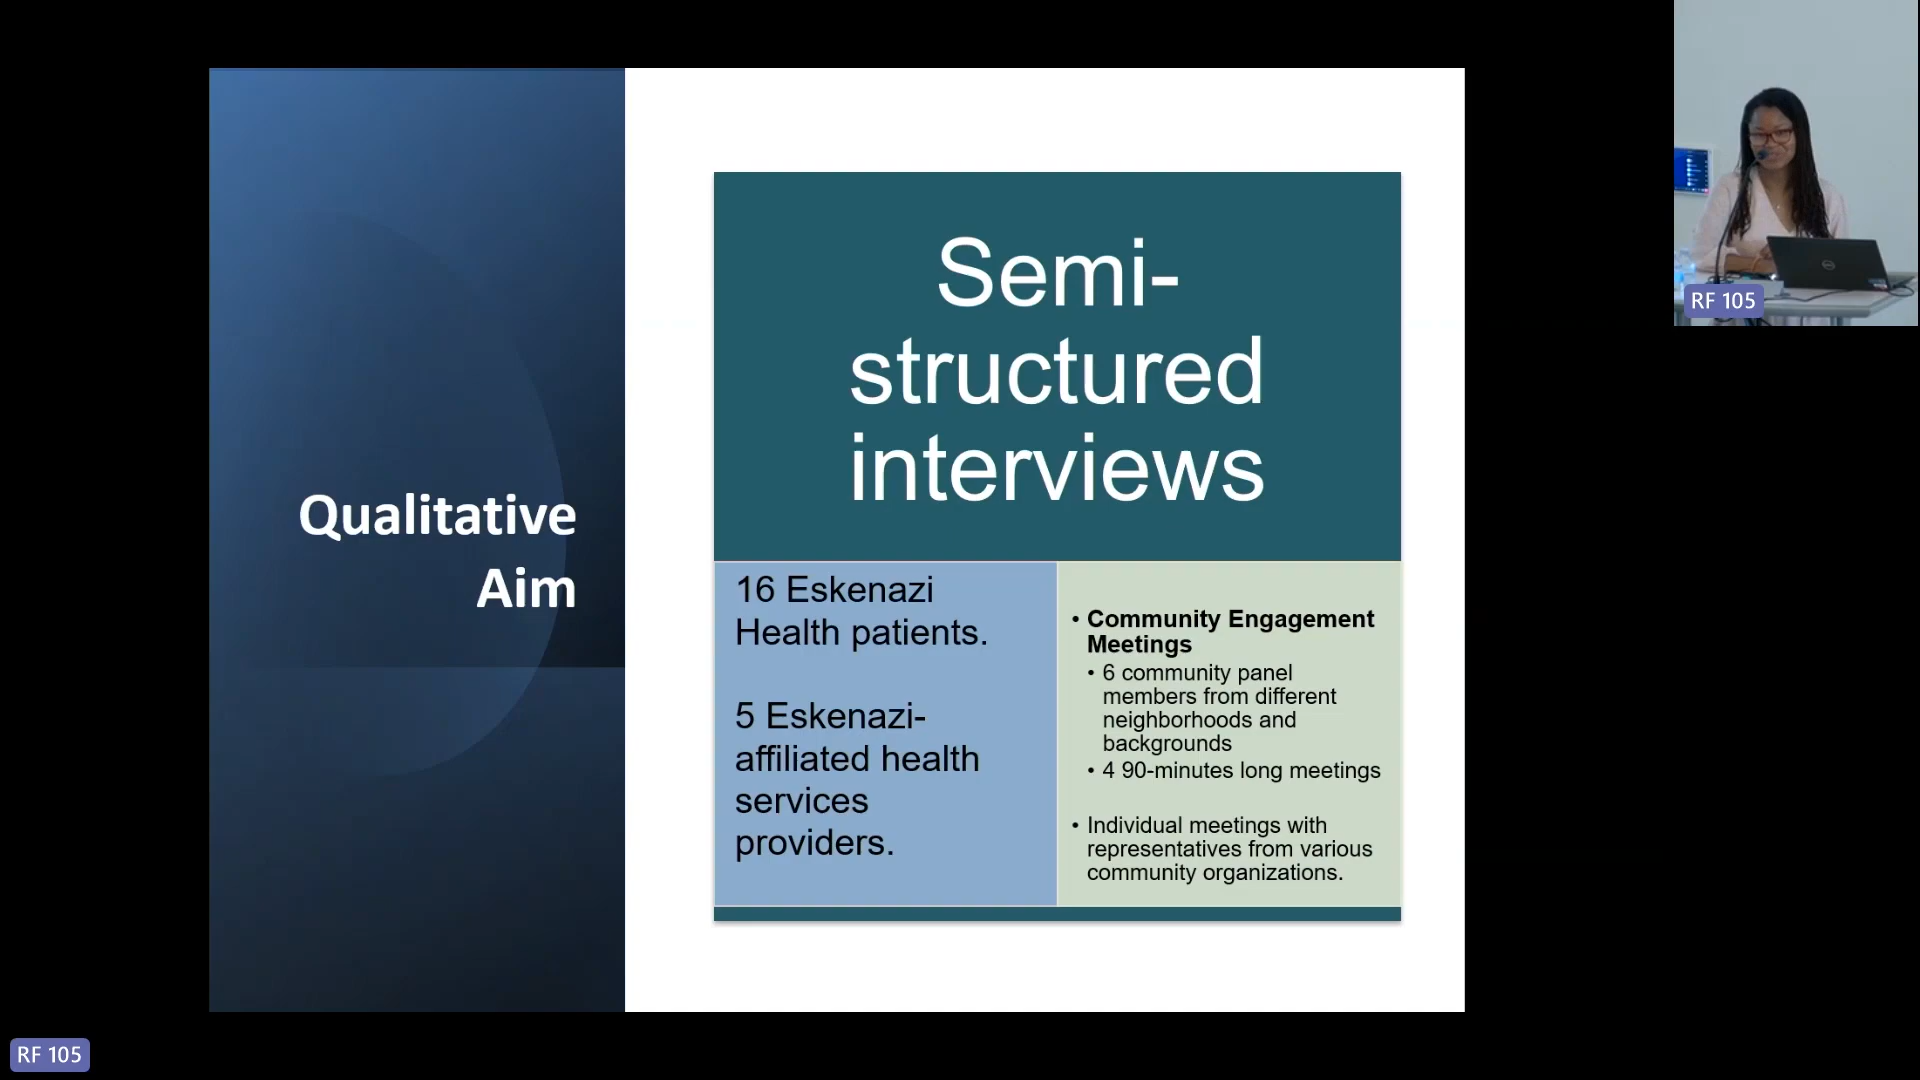 Qualitative
Aim
Semi-
structured
interviews
16 Eskenazi
Health patients.
5 Eskenazi-
affiliated health
services
providers.
• Community Engagement
Meetings
• 6 community panel
members from different
neighborhoods and
backgrounds
• 4 90-minutes long meetings
• Individual meetings with
representatives from various
community organizations.
RF 105
RF 105